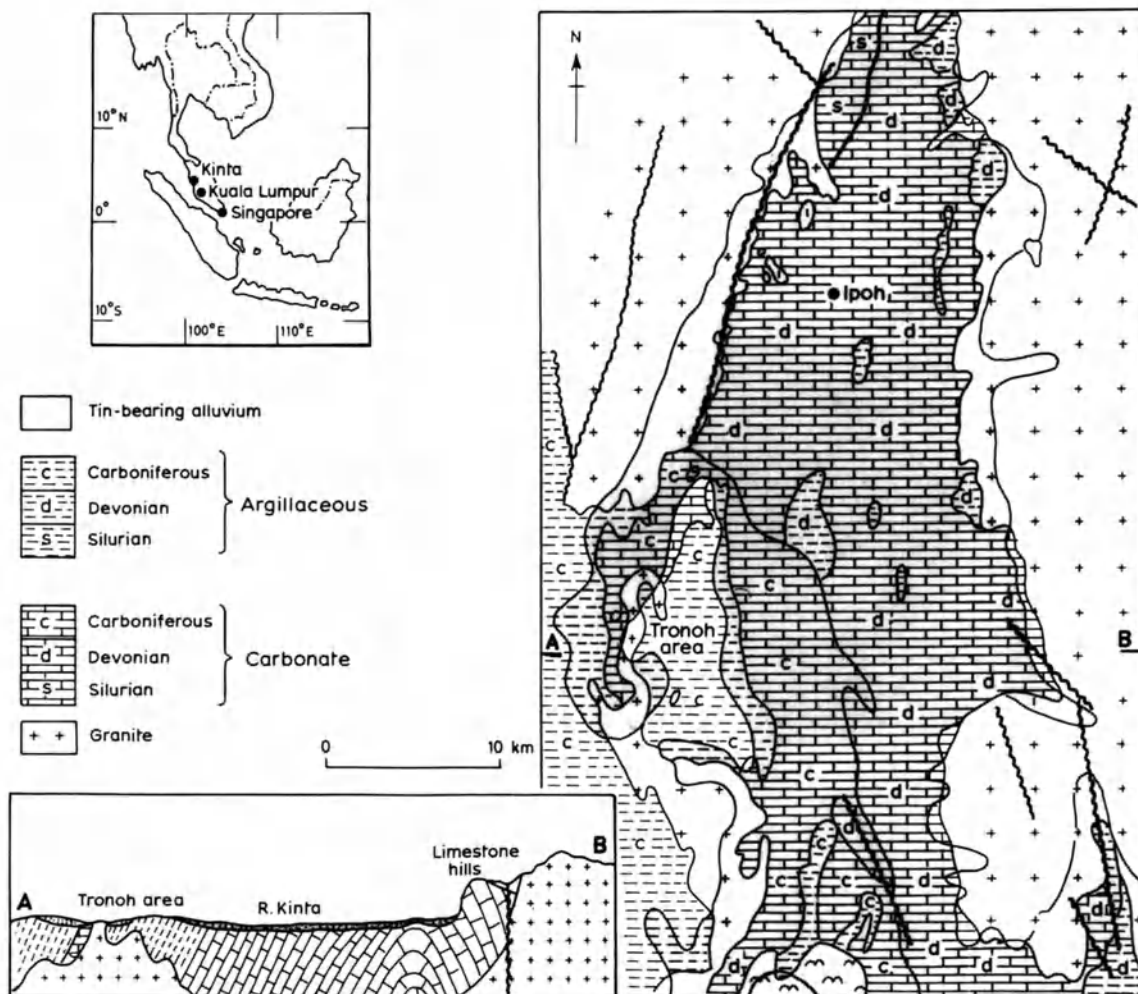 10°N
Kinta
Kuala Lumpur
Singapore
0°
10°S
100°E
110°E
Tin-bearing alluvium
c Carboniferous
d Devonian
s Silurian
Argillaceous
c Carboniferous
d Devonian
s Silurian
Carbonate
+ + Granite
0 10 km
N
s
d
s
d
d
d
d
Ipoh
d
d
c
d
d
d
c
c
d
c
c
c
c
Tronoh
area
A
B
d
c
c
d
c
d
c
c
d
d
c
c
c
c
c
d
d
d
c
d
d
A
Tronoh area
R. Kinta
Limestone
hills
B